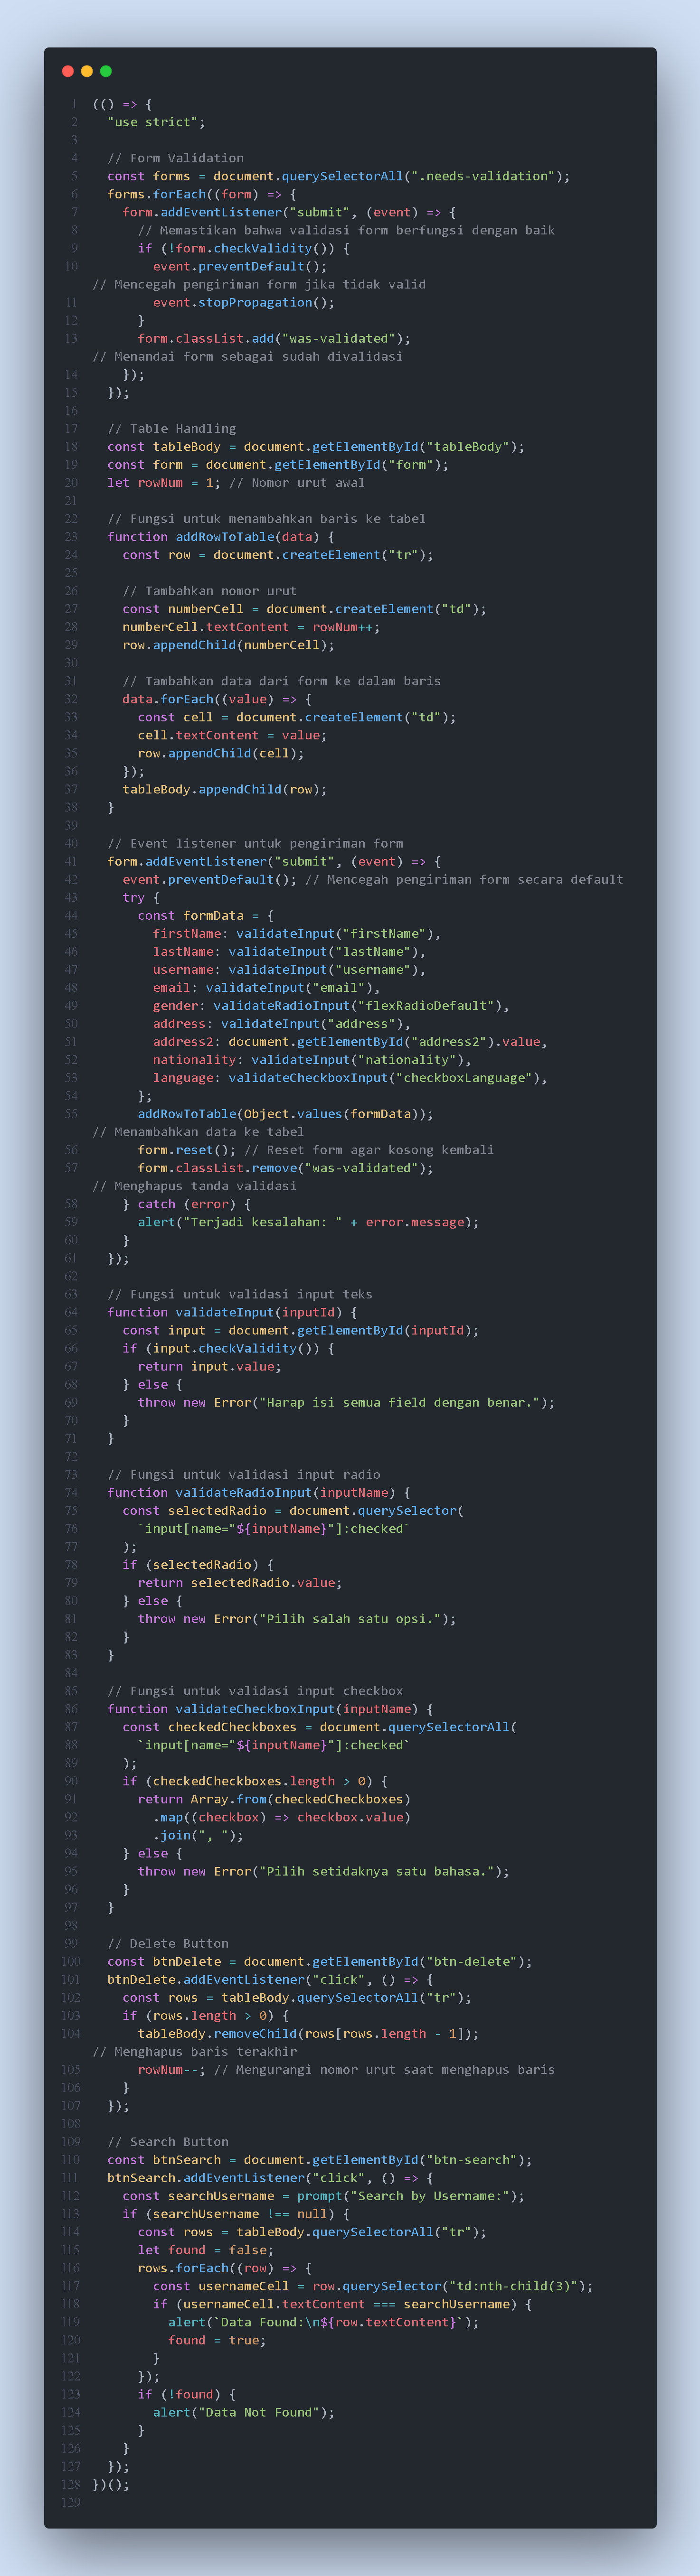 1 (() => {
2   "use strict";
3
4   // Form Validation
5   const forms = document.querySelectorAll(".needs-validation");
6   forms.forEach((form) => {
7     form.addEventListener("submit", (event) => {
8       // Memastikan bahwa validasi form berfungsi dengan baik
9       if (!form.checkValidity()) {
10         event.preventDefault();
// Mencegah pengiriman form jika tidak valid
11         event.stopPropagation();
12       }
13       form.classList.add("was-validated");
// Menandai form sebagai sudah divalidasi
14     });
15   });
16
17   // Table Handling
18   const tableBody = document.getElementById("tableBody");
19   const form = document.getElementById("form");
20   let rowNum = 1; // Nomor urut awal
21
22   // Fungsi untuk menambahkan baris ke tabel
23   function addRowToTable(data) {
24     const row = document.createElement("tr");
25
26     // Tambahkan nomor urut
27     const numberCell = document.createElement("td");
28     numberCell.textContent = rowNum++;
29     row.appendChild(numberCell);
30
31     // Tambahkan data dari form ke dalam baris
32     data.forEach((value) => {
33       const cell = document.createElement("td");
34       cell.textContent = value;
35       row.appendChild(cell);
36     });
37     tableBody.appendChild(row);
38   }
39
40   // Event listener untuk pengiriman form
41   form.addEventListener("submit", (event) => {
42     event.preventDefault(); // Mencegah pengiriman form secara default
43     try {
44       const formData = {
45         firstName: validateInput("firstName"),
46         lastName: validateInput("lastName"),
47         username: validateInput("username"),
48         email: validateInput("email"),
49         gender: validateRadioInput("flexRadioDefault"),
50         address: validateInput("address"),
51         address2: document.getElementById("address2").value,
52         nationality: validateInput("nationality"),
53         language: validateCheckboxInput("checkboxLanguage"),
54       };
55       addRowToTable(Object.values(formData));
// Menambahkan data ke tabel
56       form.reset(); // Reset form agar kosong kembali
57       form.classList.remove("was-validated");
// Menghapus tanda validasi
58     } catch (error) {
59       alert("Terjadi kesalahan: " + error.message);
60     }
61   });
62
63   // Fungsi untuk validasi input teks
64   function validateInput(inputId) {
65     const input = document.getElementById(inputId);
66     if (input.checkValidity()) {
67       return input.value;
68     } else {
69       throw new Error("Harap isi semua field dengan benar.");
70     }
71   }
72
73   // Fungsi untuk validasi input radio
74   function validateRadioInput(inputName) {
75     const selectedRadio = document.querySelector(
76       `input[name="${inputName}"]:checked`
77     );
78     if (selectedRadio) {
79       return selectedRadio.value;
80     } else {
81       throw new Error("Pilih salah satu opsi.");
82     }
83   }
84
85   // Fungsi untuk validasi input checkbox
86   function validateCheckboxInput(inputName) {
87     const checkedCheckboxes = document.querySelectorAll(
88       `input[name="${inputName}"]:checked`
89     );
90     if (checkedCheckboxes.length > 0) {
91       return Array.from(checkedCheckboxes)
92         .map((checkbox) => checkbox.value)
93         .join(", ");
94     } else {
95       throw new Error("Pilih setidaknya satu bahasa.");
96     }
97   }
98
99   // Delete Button
100   const btnDelete = document.getElementById("btn-delete");
101   btnDelete.addEventListener("click", () => {
102     const rows = tableBody.querySelectorAll("tr");
103     if (rows.length > 0) {
104       tableBody.removeChild(rows[rows.length - 1]);
// Menghapus baris terakhir
105       rowNum--; // Mengurangi nomor urut saat menghapus baris
106     }
107   });
108
109   // Search Button
110   const btnSearch = document.getElementById("btn-search");
111   btnSearch.addEventListener("click", () => {
112     const searchUsername = prompt("Search by Username:");
113     if (searchUsername !== null) {
114       const rows = tableBody.querySelectorAll("tr");
115       let found = false;
116       rows.forEach((row) => {
117         const usernameCell = row.querySelector("td:nth-child(3)");
118         if (usernameCell.textContent === searchUsername) {
119           alert(`Data Found:\n${row.textContent}`);
120           found = true;
121         }
122       });
123       if (!found) {
124         alert("Data Not Found");
125       }
126     }
127   });
128 })();
129